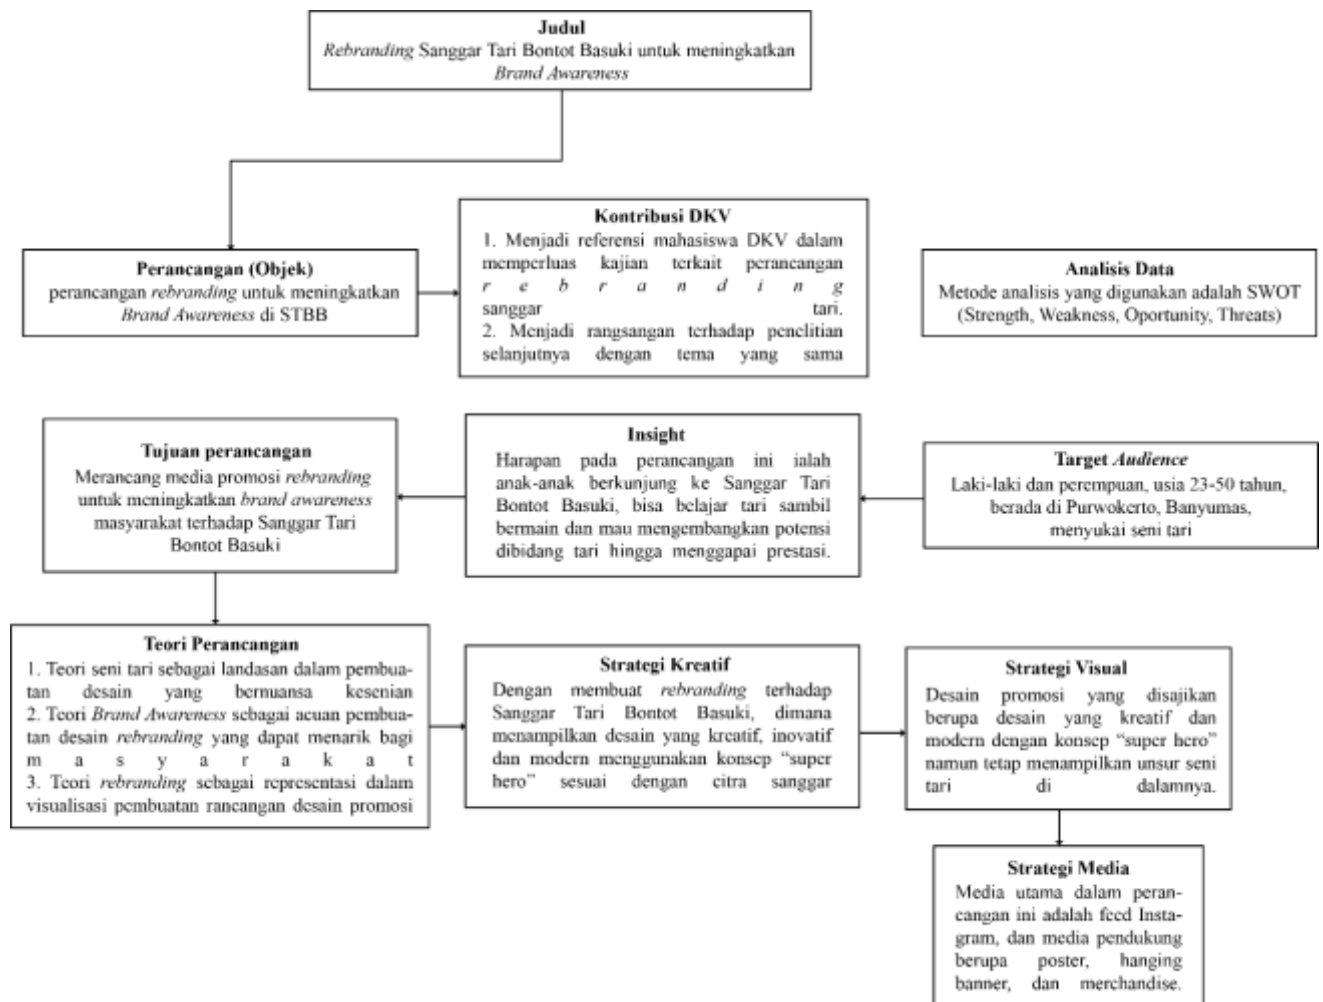 Judul
Rebranding Sanggar Tari Bontot Basuki untuk meningkatkan
Brand Awareness
Perancangan (Objek)
perancangan rebranding untuk meningkatkan
Brand Awareness di STBB
Kontribusi DKV
1. Menjadi referensi mahasiswa DKV dalam
memperluas kajian terkait perancangan
r e b r a n d i n g
sanggar tari.
2. Menjadi rangsangan terhadap penelitian
selanjutnya dengan tema yang sama
Analisis Data
Metode analisis yang digunakan adalah SWOT
(Strength, Weakness, Oportunity, Threats)
Target Audience
Laki-laki dan perempuan, usia 23-50 tahun,
berada di Purwokerto, Banyumas,
menyukai seni tari
Insight
Harapan pada perancangan ini ialah
anak-anak berkunjung ke Sanggar Tari
Bontot Basuki, bisa belajar tari sambil
bermain dan mau mengembangkan potensi
dibidang tari hingga menggapai prestasi.
Tujuan perancangan
Merancang media promosi rebranding
untuk meningkatkan brand awareness
masyarakat terhadap Sanggar Tari
Bontot Basuki
Teori Perancangan
1. Teori seni tari sebagai landasan dalam pembua-
tan desain yang bernuansa kesenian
2. Teori Brand Awareness sebagai acuan pembua-
tan desain rebranding yang dapat menarik bagi
m a s y a r a k a t
3. Teori rebranding sebagai representasi dalam
visualisasi pembuatan rancangan desain promosi
Strategi Kreatif
Dengan membuat rebranding terhadap
Sanggar Tari Bontot Basuki, dimana
menampilkan desain yang kreatif, inovatif
dan modern menggunakan konsep “super
hero” sesuai dengan citra sanggar
Strategi Visual
Desain promosi yang disajikan
berupa desain yang kreatif dan
modern dengan konsep “super hero”
namun tetap menampilkan unsur seni
tari di dalamnya.
Strategi Media
Media utama dalam peran-
cangan ini adalah feed Insta-
gram, dan media pendukung
berupa poster, hanging
banner, dan merchandise.